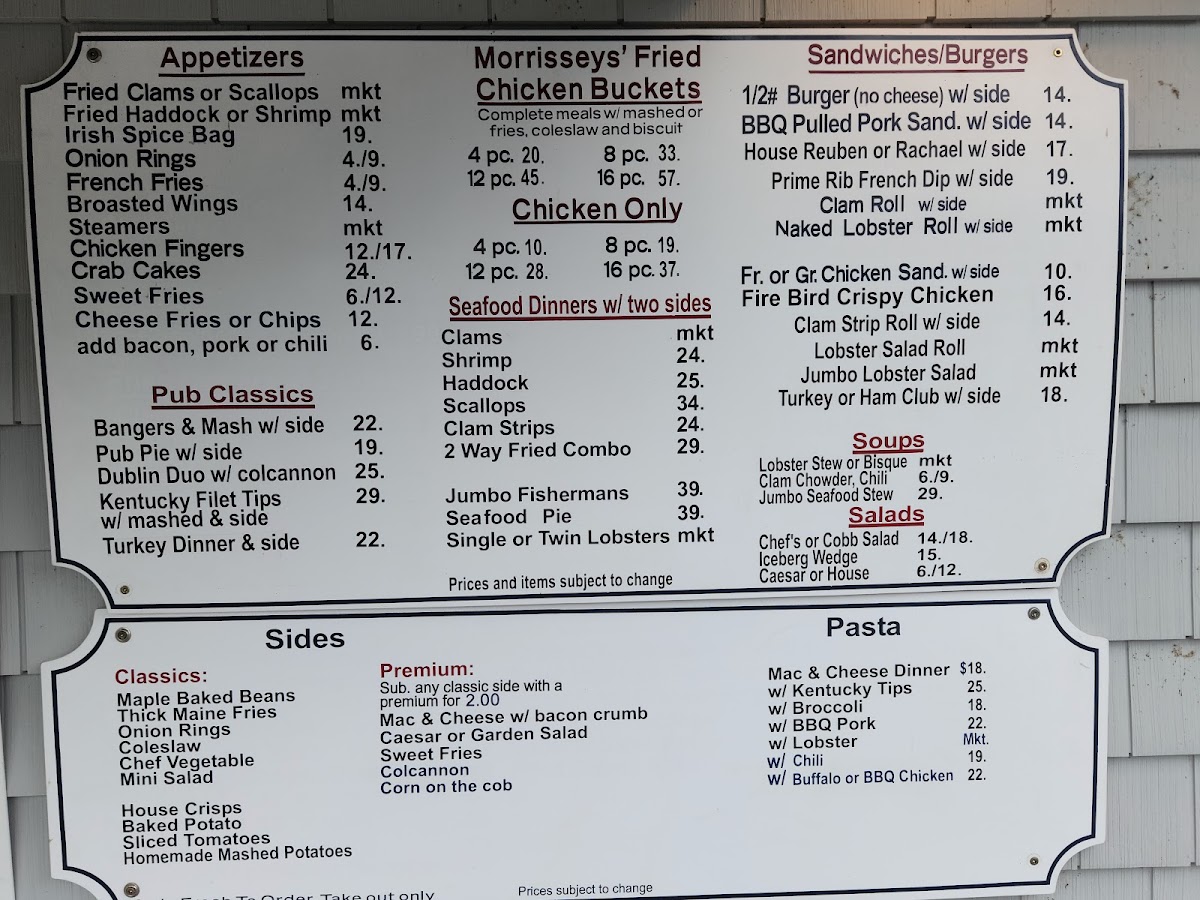 Appetizers
Fried Clams or Scallops mkt
Fried Haddock or Shrimp mkt
Irish Spice Bag 19.
Onion Rings 4./9.
French Fries 4./9.
Broasted Wings 14.
Steamers mkt
Chicken Fingers 12./17.
Crab Cakes 24.
Sweet Fries 6./12.
Cheese Fries or Chips 12.
add bacon, pork or chili 6.
Pub Classics
Bangers & Mash w/ side 22.
Pub Pie w/ side 19.
Dublin Duo w/ colcannon 25.
Kentucky Filet Tips 29.
w/ mashed & side
Turkey Dinner & side 22.
Morrisseys' Fried
Chicken Buckets
Complete meals w/ mashed or
fries, coleslaw and biscuit
4 pc. 20. 8 pc. 33.
12 pc. 45. 16 pc. 57.
Chicken Only
4 pc. 10. 8 pc. 19.
12 pc. 28. 16 pc. 37.
Seafood Dinners w/ two sides
Clams mkt
Shrimp 24.
Haddock 25.
Scallops 34.
Clam Strips 24.
2 Way Fried Combo 29.
Jumbo Fishermans 39.
Seafood Pie 39.
Single or Twin Lobsters mkt
Prices and items subject to change
Sandwiches/Burgers
1/2# Burger (no cheese) w/ side 14.
BBQ Pulled Pork Sand. w/ side 14.
House Reuben or Rachael w/ side 17.
Prime Rib French Dip w/ side 19.
Clam Roll w/ side mkt
Naked Lobster Roll w/ side mkt
Fr. or Gr. Chicken Sand. w/ side 10.
Fire Bird Crispy Chicken 16.
Clam Strip Roll w/ side 14.
Lobster Salad Roll mkt
Jumbo Lobster Salad mkt
Turkey or Ham Club w/ side 18.
Soups
Lobster Stew or Bisque mkt
Clam Chowder, Chili 6./9.
Jumbo Seafood Stew 29.
Salads
Chef's or Cobb Salad 14./18.
Iceberg Wedge 15.
Caesar or House 6./12.
Sides
Classics:
Maple Baked Beans
Thick Maine Fries
Onion Rings
Coleslaw
Chef Vegetable
Mini Salad
House Crisps
Baked Potato
Sliced Tomatoes
Homemade Mashed Potatoes
Premium:
Sub. any classic side with a
premium for 2.00
Mac & Cheese w/ bacon crumb
Caesar or Garden Salad
Sweet Fries
Colcannon
Corn on the cob
Pasta
Mac & Cheese Dinner $18.
w/ Kentucky Tips 25.
w/ Broccoli 18.
w/ BBQ Pork 22.
w/ Lobster Mkt.
w/ Chili 19.
w/ Buffalo or BBQ Chicken 22.
Fresh To Order, Take out only
Prices subject to change